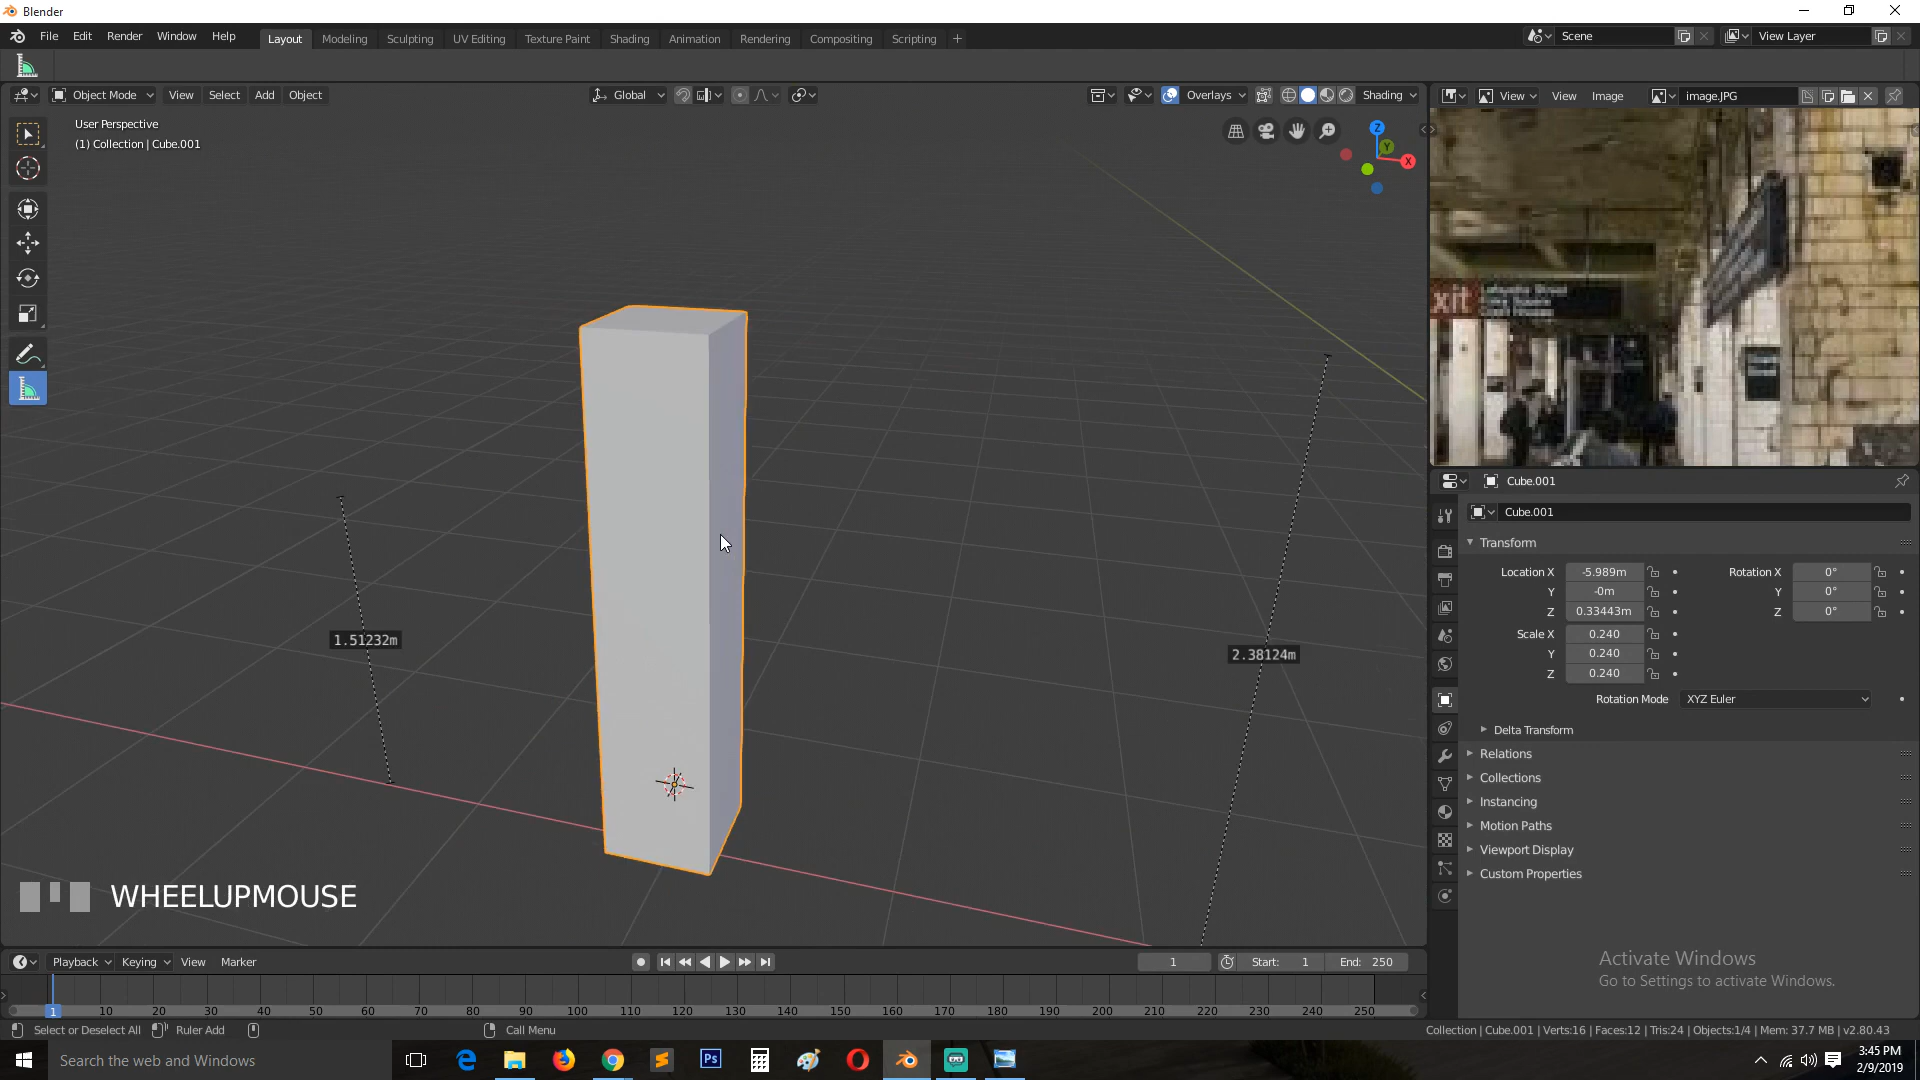 Blender
File Edit Render Window Help
Layout Modeling Sculpting UV Editing Texture Paint Shading Animation Rendering Compositing Scripting +
Scene
View Layer
Object Mode View Select Add Object
Global
Overlays
Shading
View View Image
image.JPG
User Perspective
(1) Collection | Cube.001
Z
Y
X
xit
1.51232m
2.38124m
Cube.001
Cube.001
Transform
Location X -5.989m Rotation X 0°
Y -0m Y 0°
Z 0.33443m Z 0°
Scale X 0.240
Y 0.240
Z 0.240
Rotation Mode XYZ Euler
Delta Transform
Relations
Collections
Instancing
Motion Paths
Viewport Display
Custom Properties
WHEELUPMOUSE
Activate Windows
Go to Settings to activate Windows.
Playback Keying View Marker
1
Start: 1
End: 250
1 10 20 30 40 50 60 70 80 90 100 110 120 130 140 150 160 170 180 190 200 210 220 230 240 250
Select or Deselect All
Ruler Add
Call Menu
Collection | Cube.001 | Verts:16 | Faces:12 | Tris:24 | Objects:1/4 | Mem: 37.7 MB | v2.80.43
Search the web and Windows
Ps
3:45 PM
2/9/2019